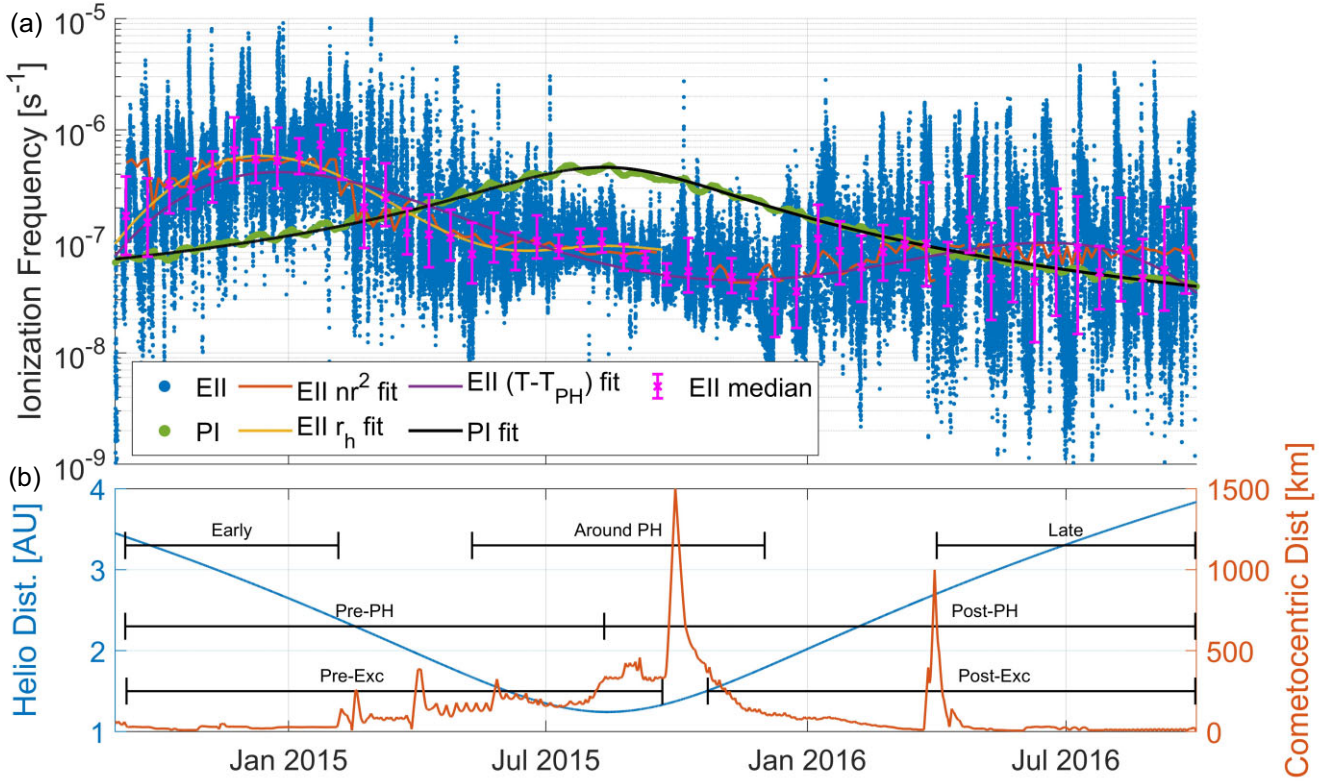 (a)
10^-5
10^-6
10^-7
10^-8
10^-9
Ionization Frequency [s^-1]
EII
EII nr^2 fit
EII (T-T_PH) fit
EII median
PI
EII r_h fit
PI fit
(b)
4
3
2
1
Helio Dist. [AU]
1500
1000
500
0
Cometocentric Dist [km]
Early
Around PH
Late
Pre-PH
Post-PH
Pre-Exc
Post-Exc
Jan 2015
Jul 2015
Jan 2016
Jul 2016